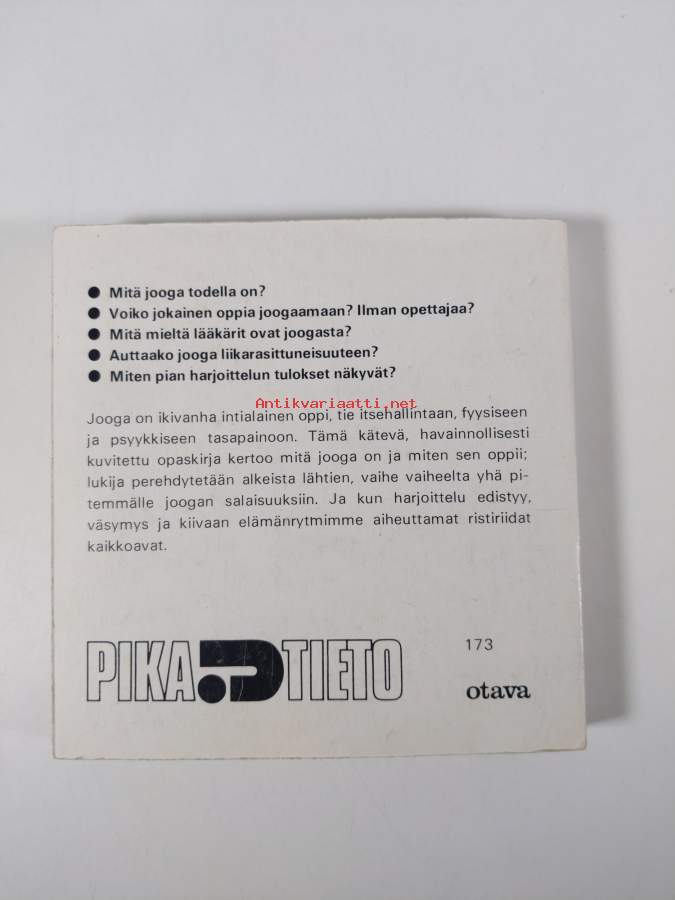 ● Mitä jooga todella on?
● Voiko jokainen oppia joogaamaan? Ilman opettajaa?
● Mitä mieltä lääkärit ovat joogasta?
● Auttaako jooga liikarasittuneisuuteen?
● Miten pian harjoittelun tulokset näkyvät?
Antikvariaatti.net
Jooga on ikivanha intialainen oppi, tie itsehallintaan, fyysiseen
ja psyykkiseen tasapainoon. Tämä kätevä, havainnollisesti
kuvitettu opaskirja kertoo mitä jooga on ja miten sen oppii;
lukija perehdytetään alkeista lähtien, vaihe vaiheelta yhä pi-
temmälle joogan salaisuuksiin. Ja kun harjoittelu edistyy,
väsymys ja kiivaan elämänrytmimme aiheuttamat ristiriidat
kaikkoavat.
PIKA?TIETO
173
otava